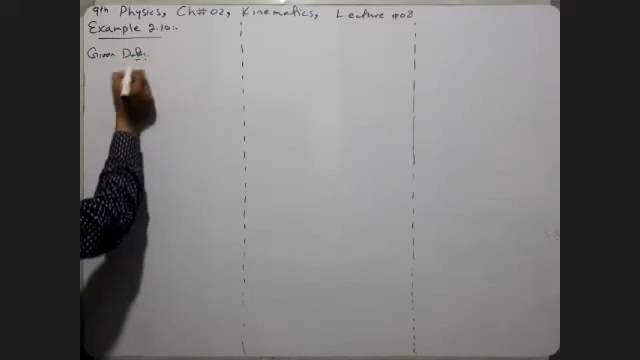 9th Physics, Ch#02, Kinematics, Lecture #08
Example 2.10:-
Given Data: